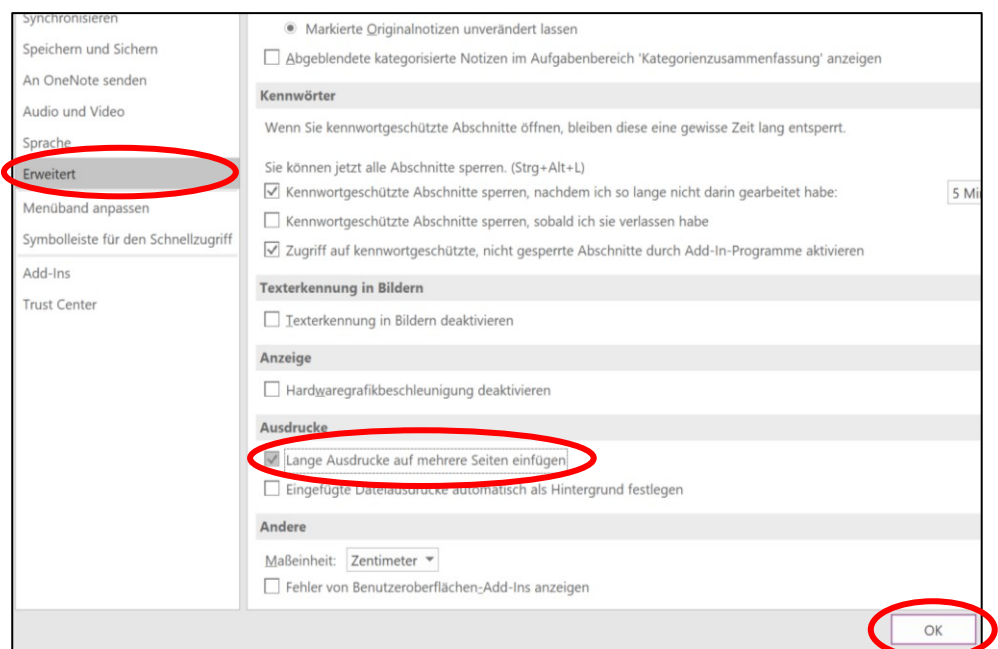 Synchronisieren
Speichern und Sichern
An OneNote senden
Audio und Video
Sprache
Erweitert
Menüband anpassen
Symbolleiste für den Schnellzugriff
Add-Ins
Trust Center
Markierte Originalnotizen unverändert lassen
Abgeblendete kategorisierte Notizen im Aufgabenbereich 'Kategorienzusammenfassung' anzeigen
Kennwörter
Wenn Sie kennwortgeschützte Abschnitte öffnen, bleiben diese eine gewisse Zeit lang entsperrt.
Sie können jetzt alle Abschnitte sperren. (Strg+Alt+L)
Kennwortgeschützte Abschnitte sperren, nachdem ich so lange nicht darin gearbeitet habe: 5 Mi
Kennwortgeschützte Abschnitte sperren, sobald ich sie verlassen habe
Zugriff auf kennwortgeschützte, nicht gesperrte Abschnitte durch Add-In-Programme aktivieren
Texterkennung in Bildern
Texterkennung in Bildern deaktivieren
Anzeige
Hardwaregrafikbeschleunigung deaktivieren
Ausdrucke
Lange Ausdrucke auf mehrere Seiten einfügen
Eingefügte Dateiausdrucke automatisch als Hintergrund festlegen
Andere
Maßeinheit: Zentimeter
Fehler von Benutzeroberflächen-Add-Ins anzeigen
OK